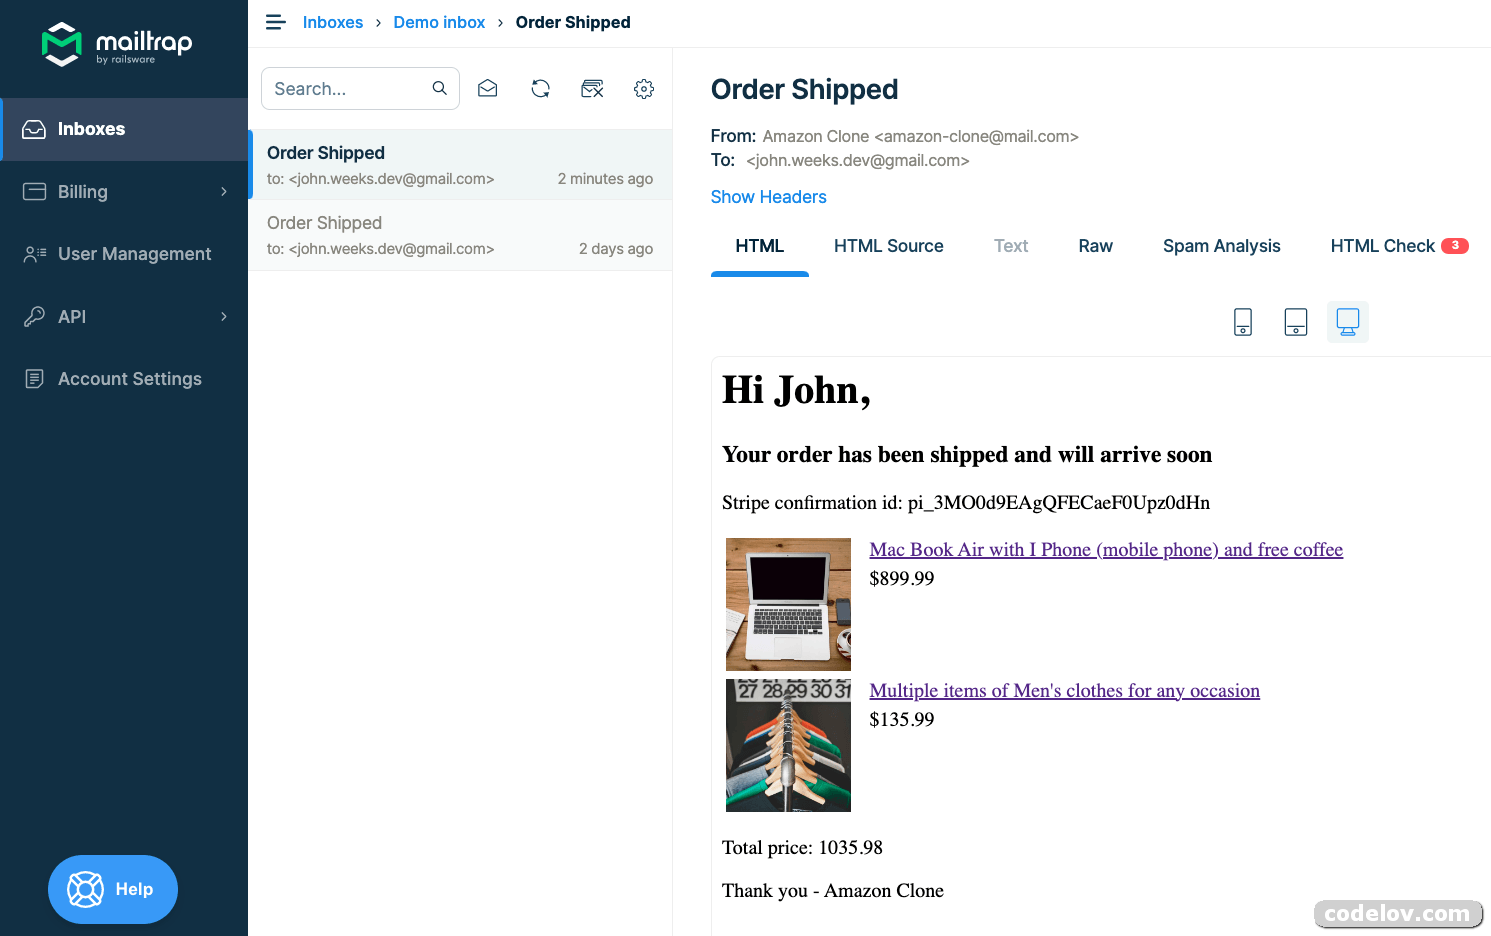 mailtrap
by railsware
Inboxes
Billing
User Management
API
Account Settings
Help
Inboxes › Demo inbox › Order Shipped
Search...
Order Shipped
to: <john.weeks.dev@gmail.com> 2 minutes ago
Order Shipped
to: <john.weeks.dev@gmail.com> 2 days ago
Order Shipped
From: Amazon Clone <amazon-clone@mail.com>
To: <john.weeks.dev@gmail.com>
Show Headers
HTML HTML Source Text Raw Spam Analysis HTML Check 3
Hi John,
Your order has been shipped and will arrive soon
Stripe confirmation id: pi_3MO0d9EAgQFECaeF0Upz0dHn
Mac Book Air with I Phone (mobile phone) and free coffee
$899.99
27 28 29 30 31
Multiple items of Men's clothes for any occasion
$135.99
Total price: 1035.98
Thank you - Amazon Clone
codelov.com